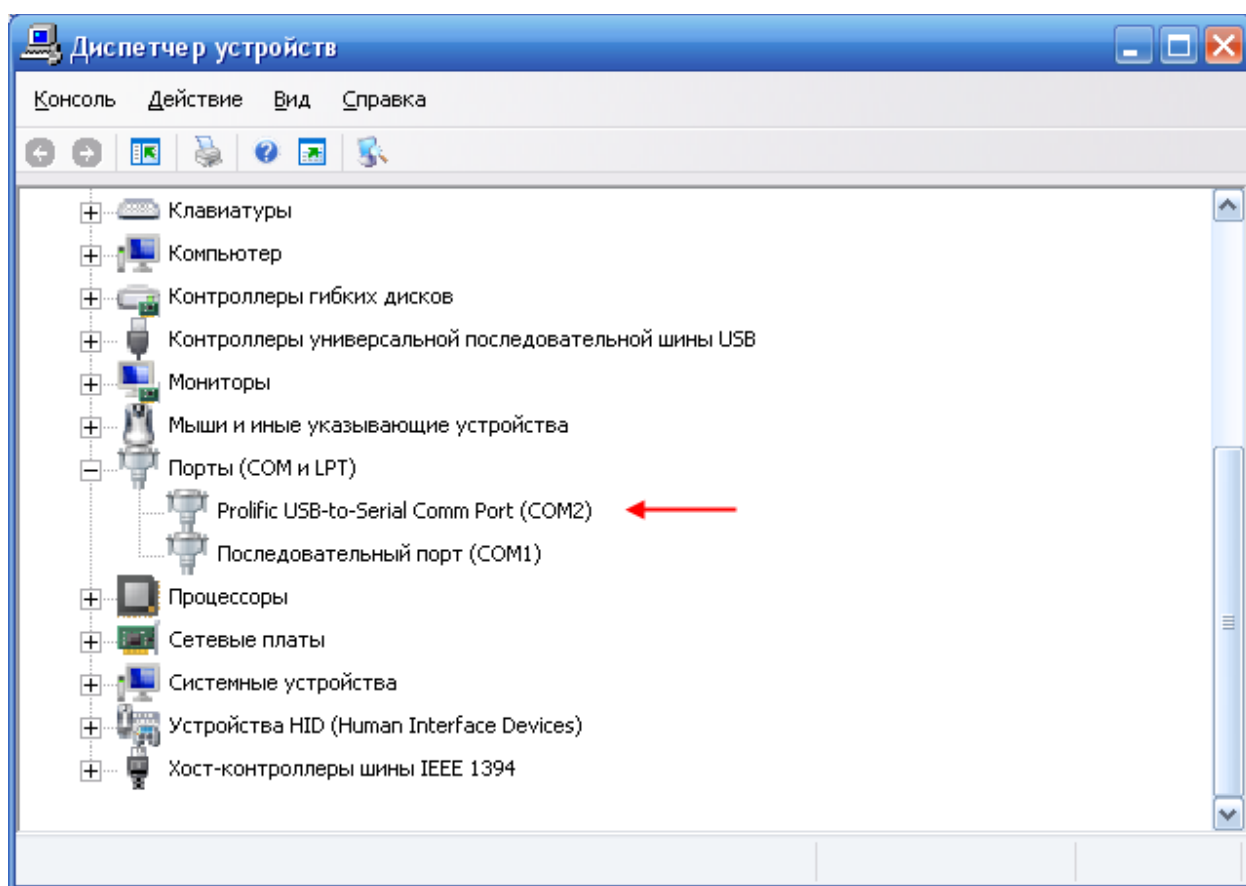 Диспетчер устройств
Консоль Действие Вид Справка
Клавиатуры
Компьютер
Контроллеры гибких дисков
Контроллеры универсальной последовательной шины USB
Мониторы
Мыши и иные указывающие устройства
Порты (COM и LPT)
Prolific USB-to-Serial Comm Port (COM2)
Последовательный порт (COM1)
Процессоры
Сетевые платы
Системные устройства
Устройства HID (Human Interface Devices)
Хост-контроллеры шины IEEE 1394